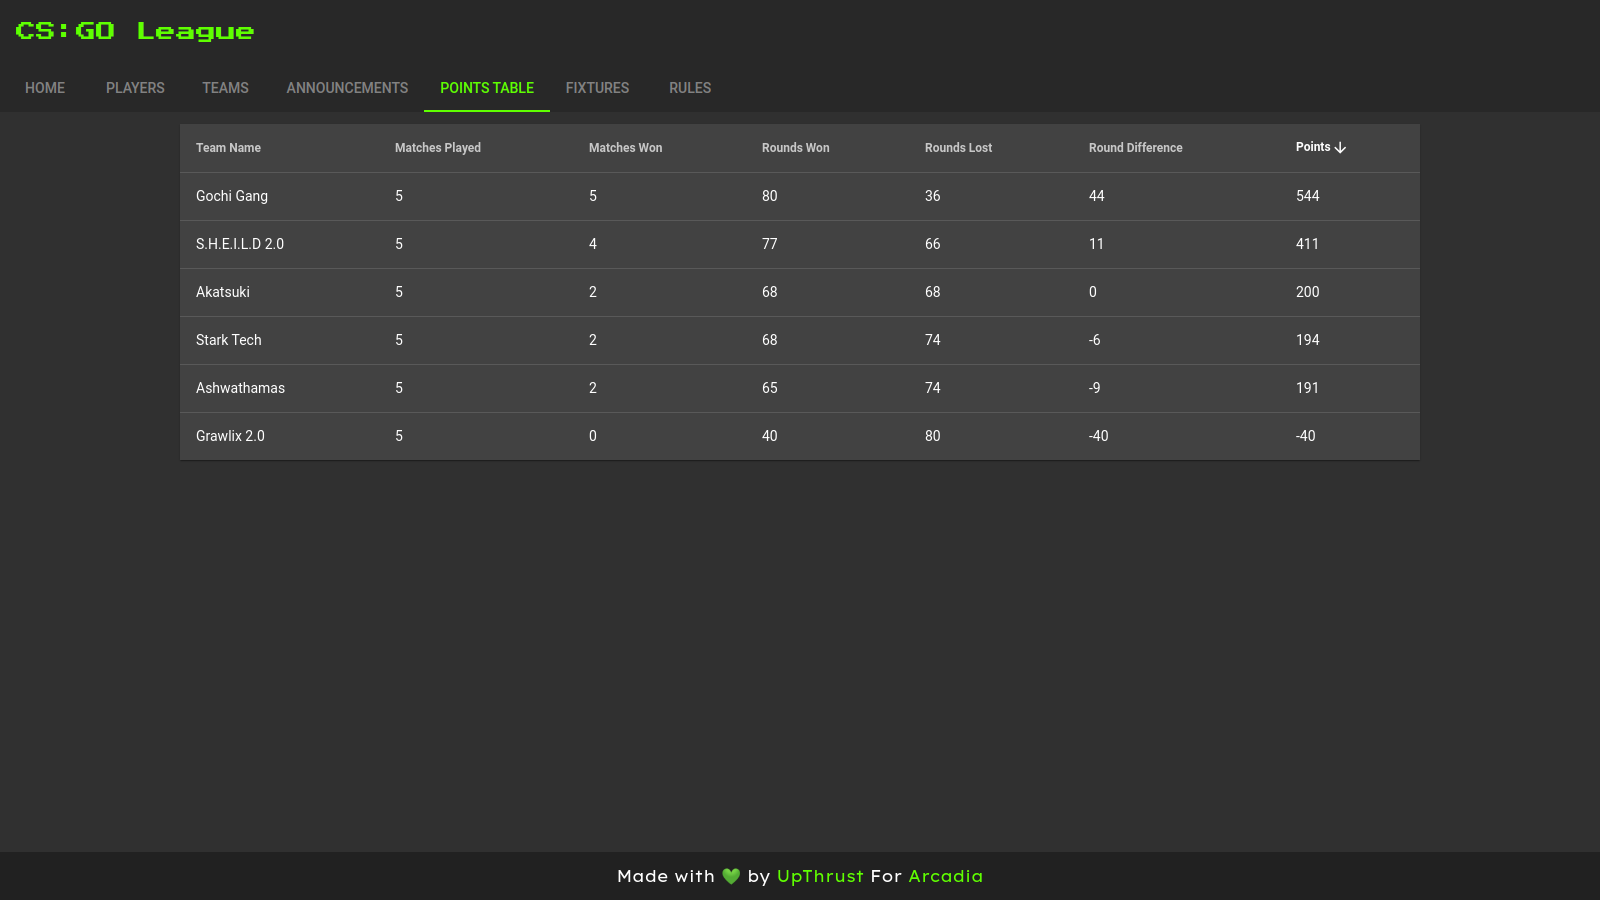 CS:GO League
HOME PLAYERS TEAMS ANNOUNCEMENTS POINTS TABLE FIXTURES RULES
Team Name Matches Played Matches Won Rounds Won Rounds Lost Round Difference Points
Gochi Gang 5 5 80 36 44 544
S.H.E.I.L.D 2.0 5 4 77 66 11 411
Akatsuki 5 2 68 68 0 200
Stark Tech 5 2 68 74 -6 194
Ashwathamas 5 2 65 74 -9 191
Grawlix 2.0 5 0 40 80 -40 -40
Made with 💚 by UpThrust For Arcadia